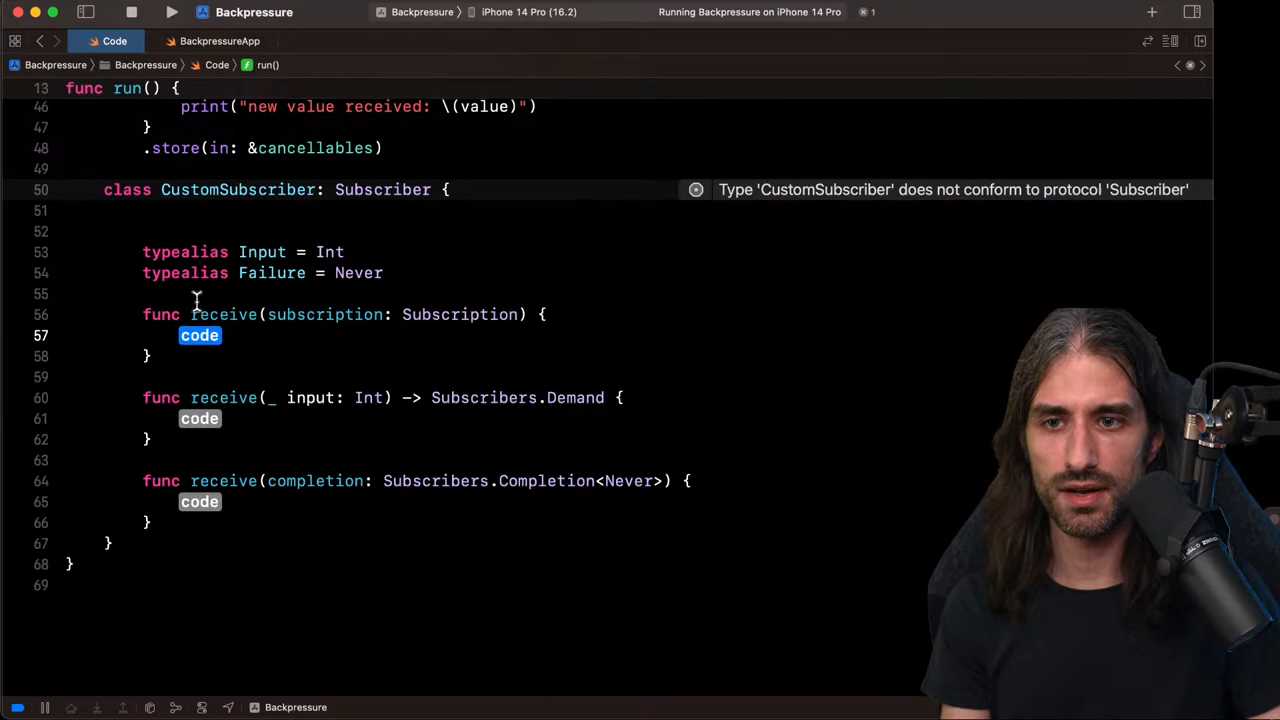 Backpressure
Backpressure
iPhone 14 Pro (16.2)
Running Backpressure on iPhone 14 Pro
1
Code
BackpressureApp
Backpressure
Backpressure
Code
run()
13 func run() {
46 print("new value received: \(value)")
47 }
48 .store(in: &cancellables)
49
50 class CustomSubscriber: Subscriber {
Type 'CustomSubscriber' does not conform to protocol 'Subscriber'
51
52
53 typealias Input = Int
54 typealias Failure = Never
55
56 func receive(subscription: Subscription) {
57 code
58 }
59
60 func receive(_ input: Int) -> Subscribers.Demand {
61 code
62 }
63
64 func receive(completion: Subscribers.Completion<Never>) {
65 code
66 }
67 }
68 }
69
Backpressure